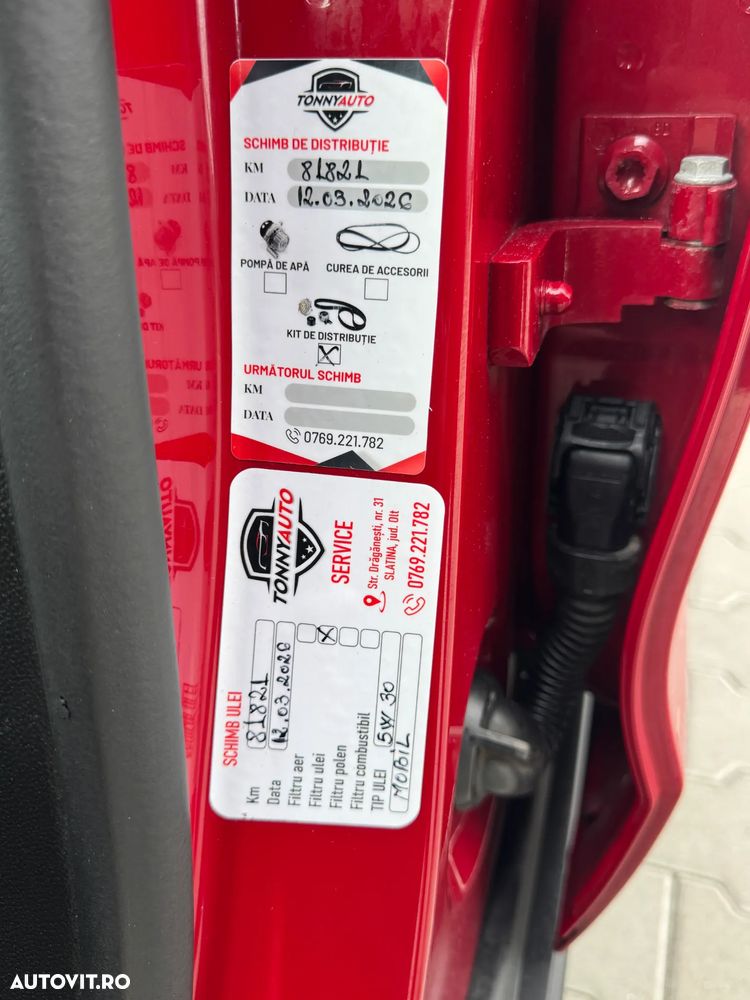 TONNYAUTO
SCHIMB DE DISTRIBUȚIE
KM 81821
DATA 12.03.2026
POMPĂ DE APĂ
CUREA DE ACCESORII
KIT DE DISTRIBUȚIE
URMĂTORUL SCHIMB
KM
DATA
0769.221.782
TONNYAUTO
SERVICE
Str. Drăgănești, nr. 31
SLATINA, jud. Olt
0769.221.782
SCHIMB ULEI
Km 81821
Data 12.03.2026
Filtru aer
Filtru ulei
Filtru polen
Filtru combustibil
TIP ULEI 5W 30
MOBIL
AUTOVIT.RO